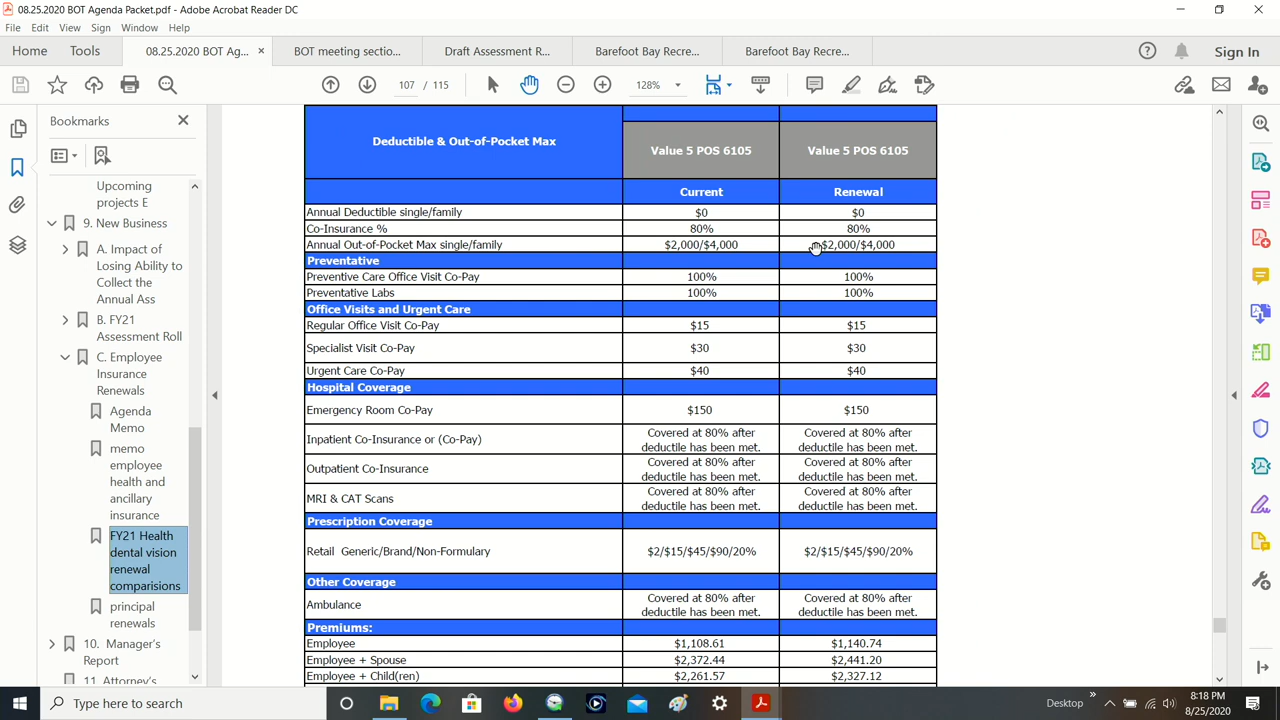 08.25.2020 BOT Agenda Packet.pdf - Adobe Acrobat Reader DC
File Edit View Sign Window Help
Home Tools 08.25.2020 BOT Ag... × BOT meeting sectio... Draft Assessment R... Barefoot Bay Recre... Barefoot Bay Recre... Sign In
107 / 115 128%
Bookmarks
Upcoming
projects E
9. New Business
A. Impact of
Losing Ability to
Collect the
Annual Ass
B. FY21
Assessment Roll
C. Employee
Insurance
Renewals
Agenda
Memo
memo
employee
health and
ancillary
insurance
FY21 Health
dental vision
renewal
comparisions
principal
renewals
10. Manager's
Report
11. Attorney's
Deductible & Out-of-Pocket Max Value 5 POS 6105 Value 5 POS 6105
Current Renewal
Annual Deductible single/family $0 $0
Co-Insurance % 80% 80%
Annual Out-of-Pocket Max single/family $2,000/$4,000 $2,000/$4,000
Preventative
Preventive Care Office Visit Co-Pay 100% 100%
Preventative Labs 100% 100%
Office Visits and Urgent Care
Regular Office Visit Co-Pay $15 $15
Specialist Visit Co-Pay $30 $30
Urgent Care Co-Pay $40 $40
Hospital Coverage
Emergency Room Co-Pay $150 $150
Inpatient Co-Insurance or (Co-Pay) Covered at 80% after Covered at 80% after
deductile has been met. deductile has been met.
Outpatient Co-Insurance Covered at 80% after Covered at 80% after
deductile has been met. deductile has been met.
MRI & CAT Scans Covered at 80% after Covered at 80% after
deductile has been met. deductile has been met.
Prescription Coverage
Retail Generic/Brand/Non-Formulary $2/$15/$45/$90/20% $2/$15/$45/$90/20%
Other Coverage
Ambulance Covered at 80% after Covered at 80% after
deductile has been met. deductile has been met.
Premiums:
Employee $1,108.61 $1,140.74
Employee + Spouse $2,372.44 $2,441.20
Employee + Child(ren) $2,261.57 $2,327.12
Type here to search Desktop » 8:18 PM
8/25/2020